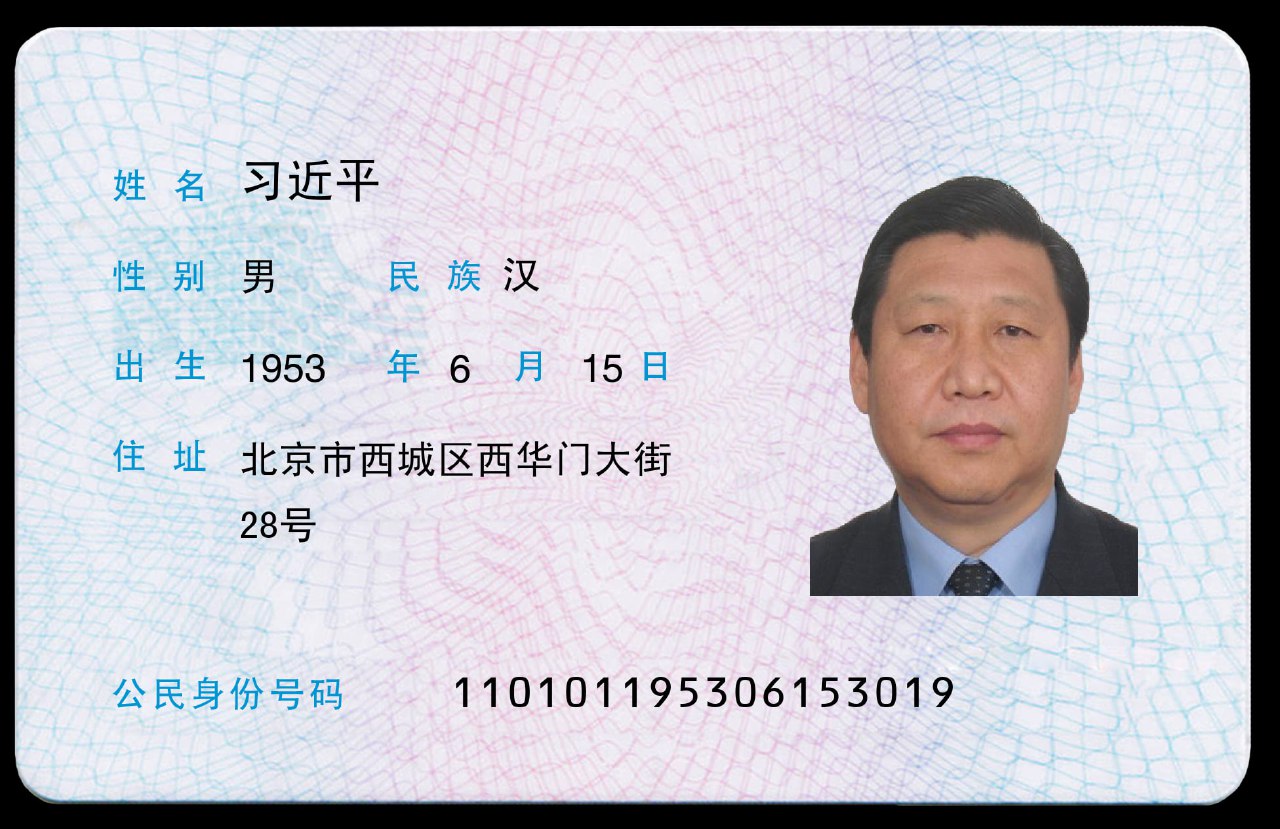 姓名 习近平
性别 男 民族 汉
出生 1953 年 6 月 15 日
住址 北京市西城区西华门大街
28号
公民身份号码 110101195306153019